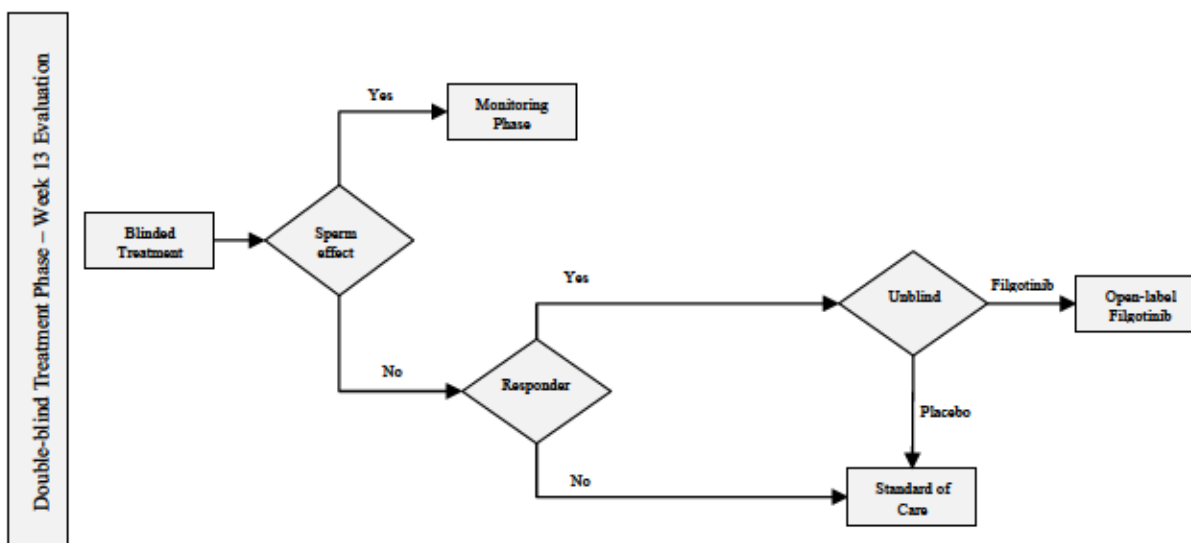 Double-blind Treatment Phase – Week 13 Evaluation
Yes
Monitoring
Phase
Blinded
Treatment
Sperm
effect
Yes
Unblind
Filgotinib
Open-label
Filgotinib
No
Responder
Placebo
No
Standard of
Care